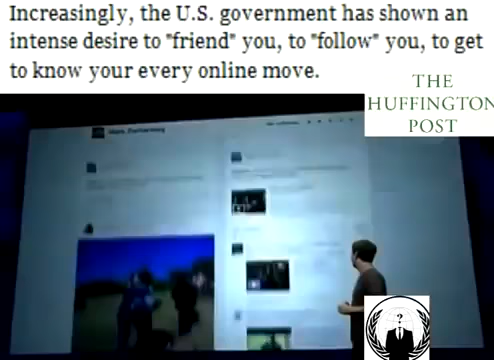 Increasingly, the U.S. government has shown an
intense desire to "friend" you, to "follow" you, to get
to know your every online move.
THE
HUFFINGTON
POST
?